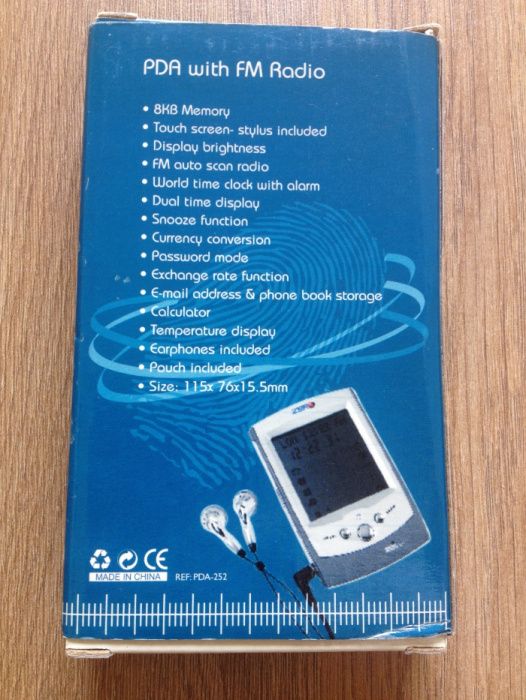 PDA with FM Radio
• 8KB Memory
• Touch screen- stylus included
• Display brightness
• FM auto scan radio
• World time clock with alarm
• Dual time display
• Snooze function
• Currency conversion
• Password mode
• Exchange rate function
• E-mail address & phone book storage
• Calculator
• Temperature display
• Earphones included
• Pouch included
• Size: 115x 76x15.5mm
CE
MADE IN CHINA
REF: PDA-252